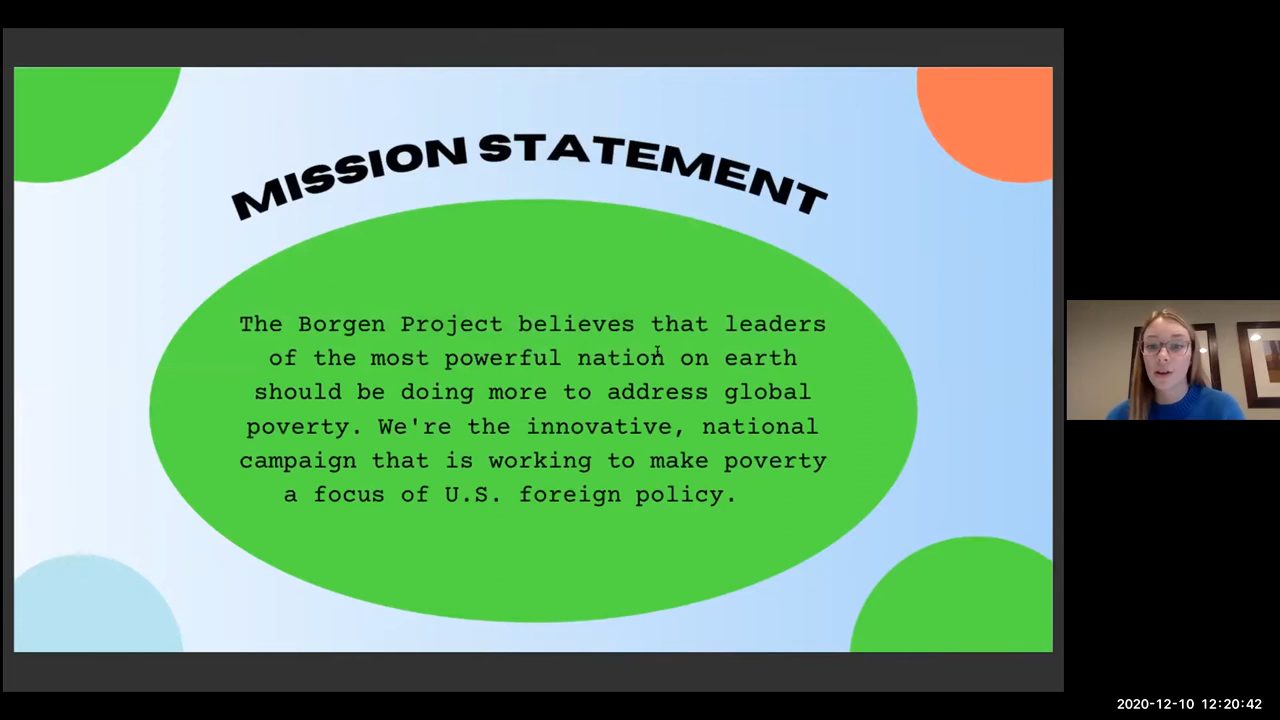 MISSION STATEMENT
The Borgen Project believes that leaders
of the most powerful nation on earth
should be doing more to address global
poverty. We're the innovative, national
campaign that is working to make poverty
a focus of U.S. foreign policy.
2020-12-10 12:20:42